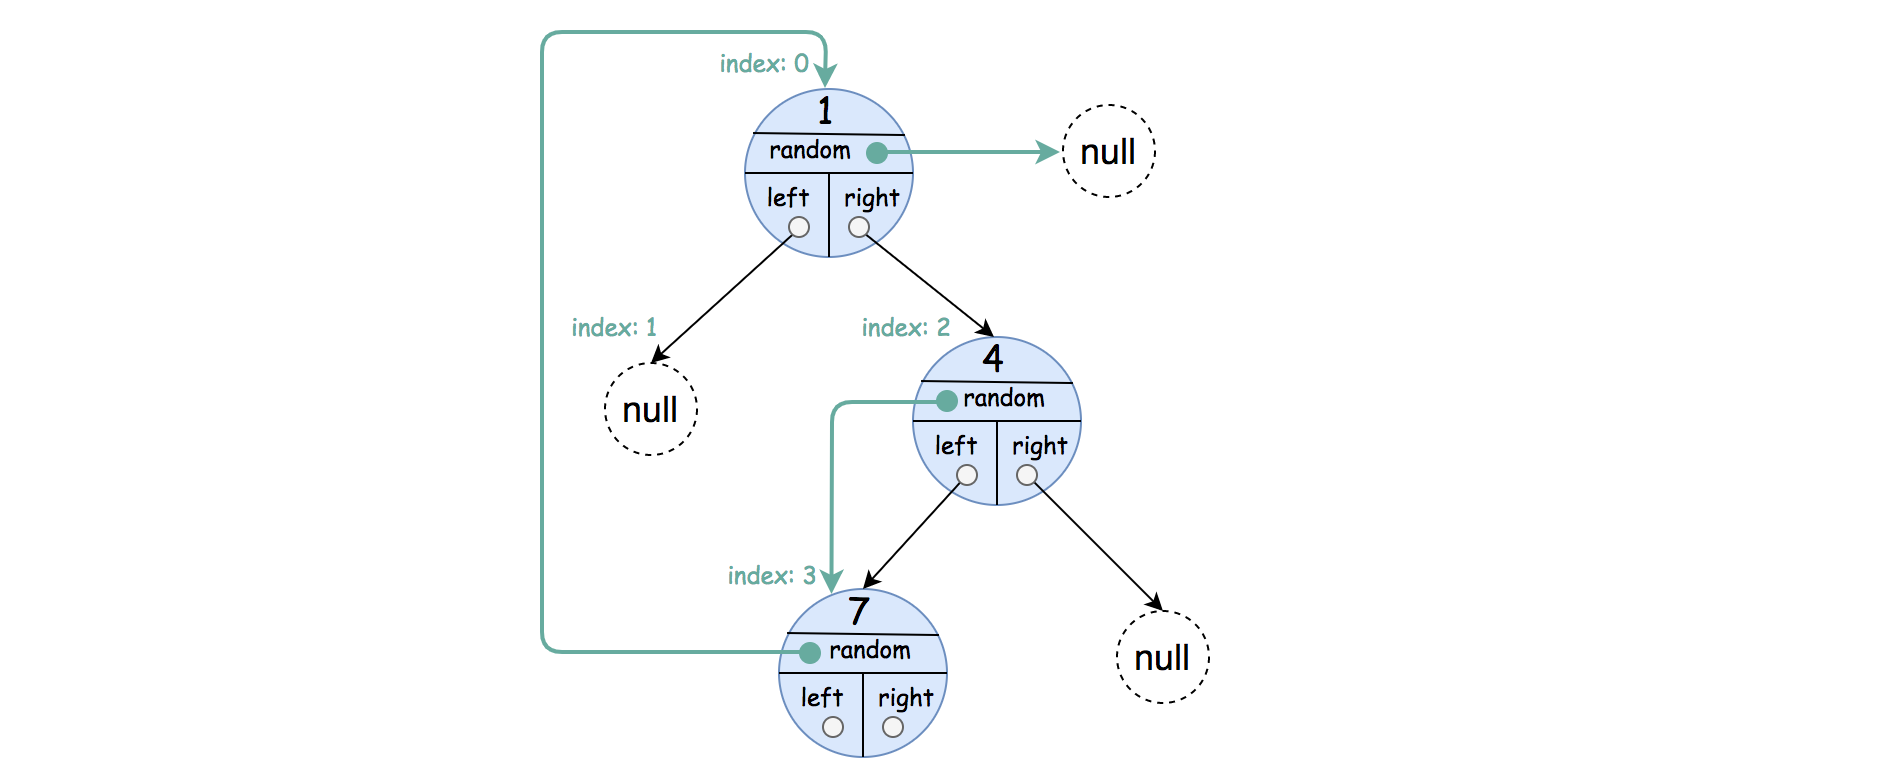 index: 0
1
random
null
left right
index: 1
index: 2
null
4
random
left right
index: 3
7
random
null
left right